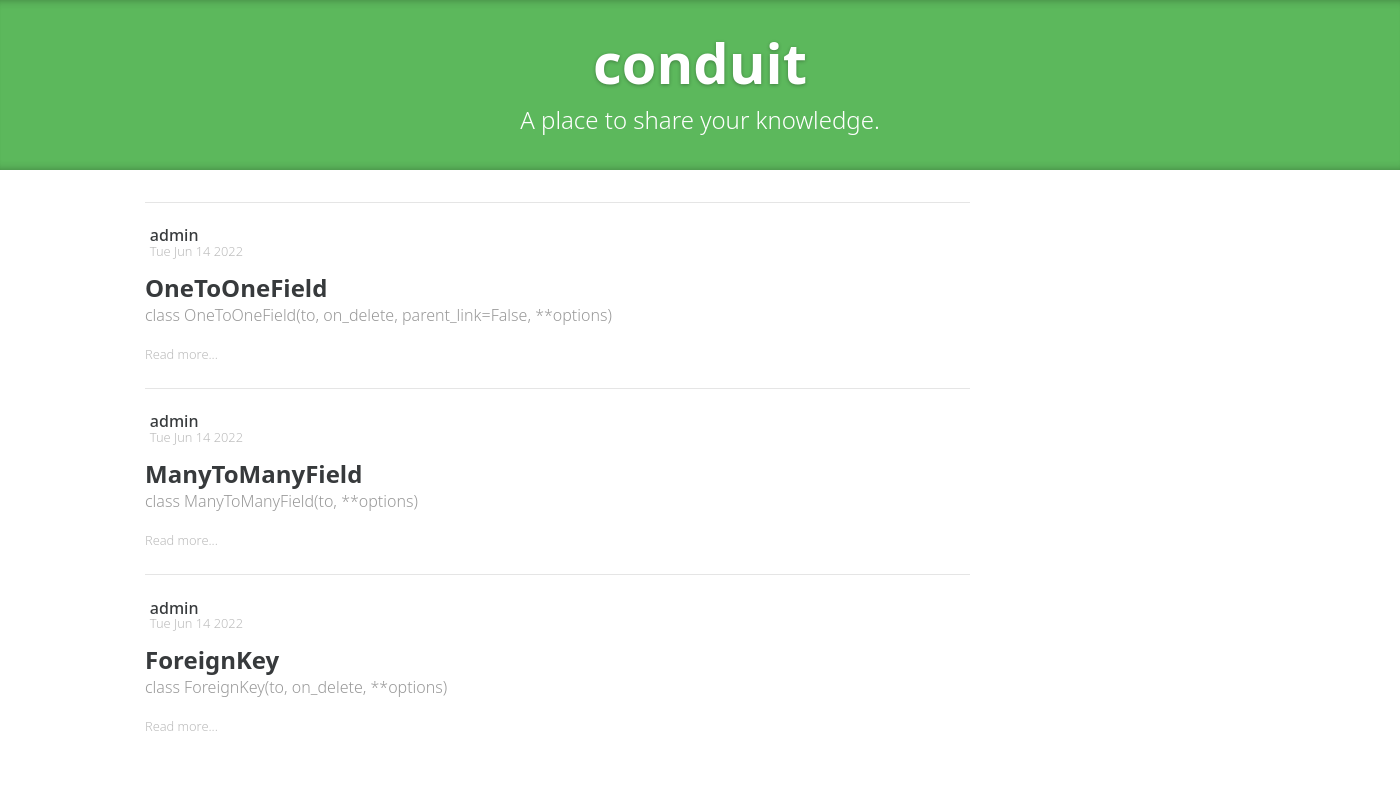 conduit
A place to share your knowledge.
admin
Tue Jun 14 2022
OneToOneField
class OneToOneField(to, on_delete, parent_link=False, **options)
Read more...
admin
Tue Jun 14 2022
ManyToManyField
class ManyToManyField(to, **options)
Read more...
admin
Tue Jun 14 2022
ForeignKey
class ForeignKey(to, on_delete, **options)
Read more...